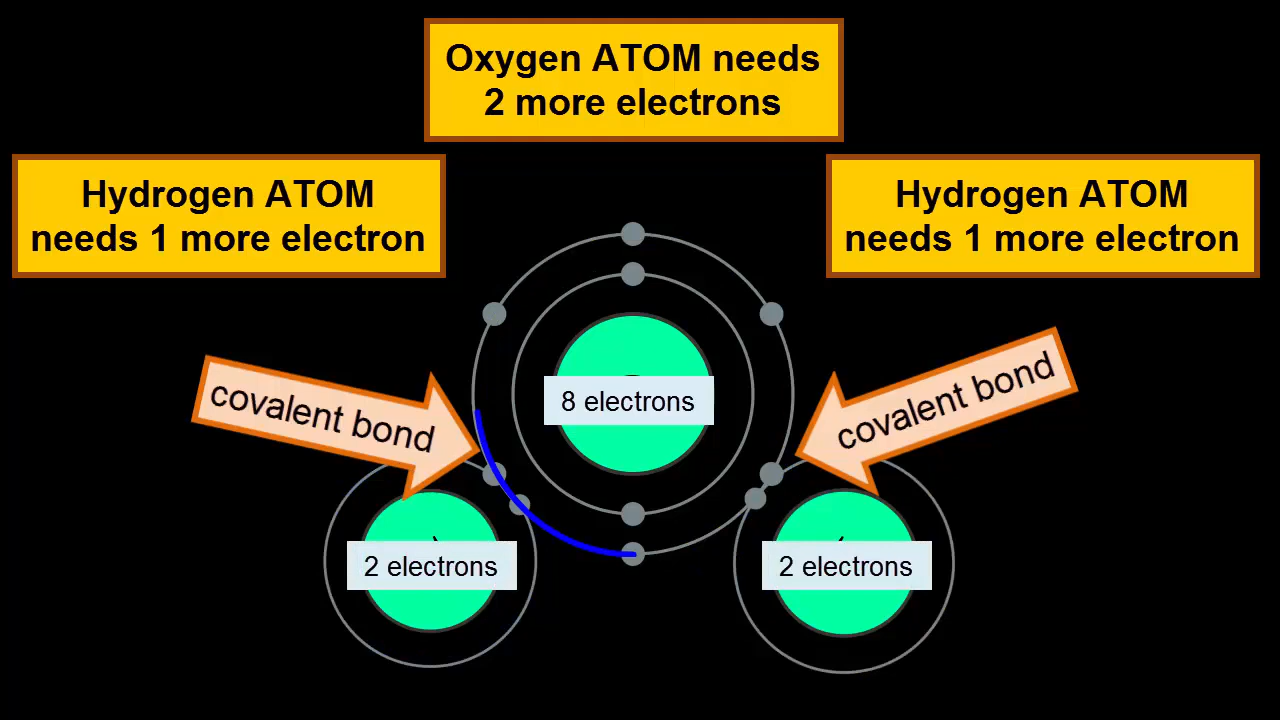 Oxygen ATOM needs
2 more electrons
Hydrogen ATOM
needs 1 more electron
Hydrogen ATOM
needs 1 more electron
covalent bond
covalent bond
8 electrons
2 electrons
2 electrons